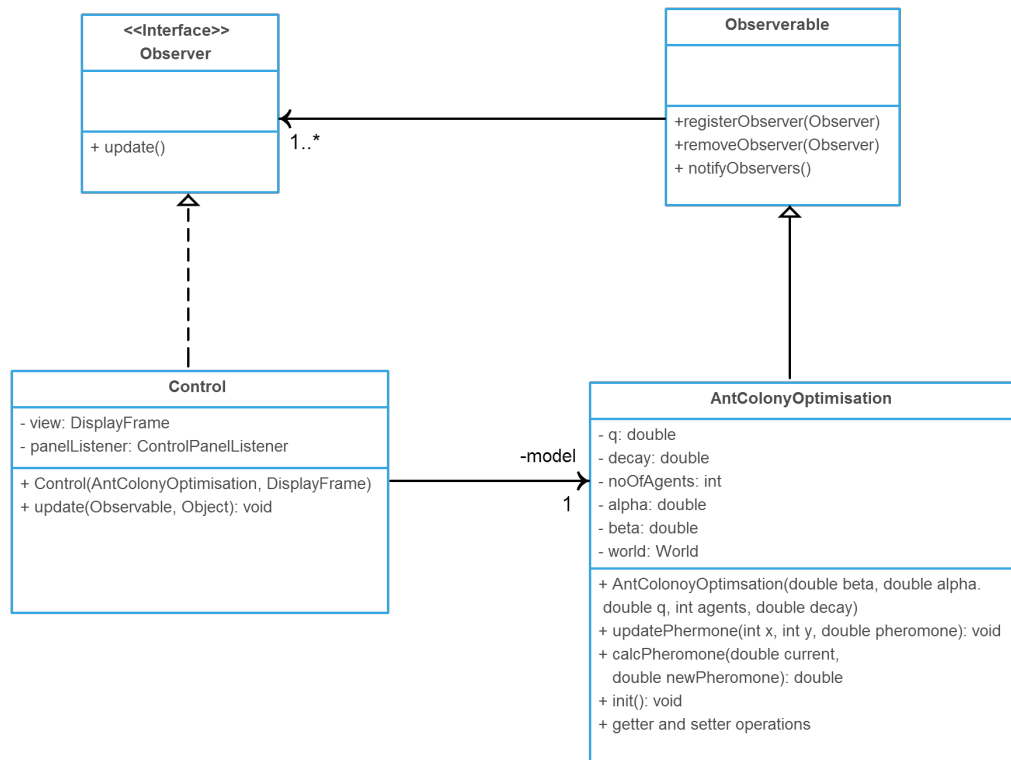 <<Interface>>
Observer
+ update()
Observerable
+registerObserver(Observer)
+removeObserver(Observer)
+ notifyObservers()
1..*
Control
- view: DisplayFrame
- panelListener: ControlPanelListener
+ Control(AntColonyOptimisation, DisplayFrame)
+ update(Observable, Object): void
-model
1
AntColonyOptimisation
- q: double
- decay: double
- noOfAgents: int
- alpha: double
- beta: double
- world: World
+ AntColonoyOptimsation(double beta, double alpha.
double q, int agents, double decay)
+ updatePhermone(int x, int y, double pheromone): void
+ calcPheromone(double current,
double newPheromone): double
+ init(): void
+ getter and setter operations